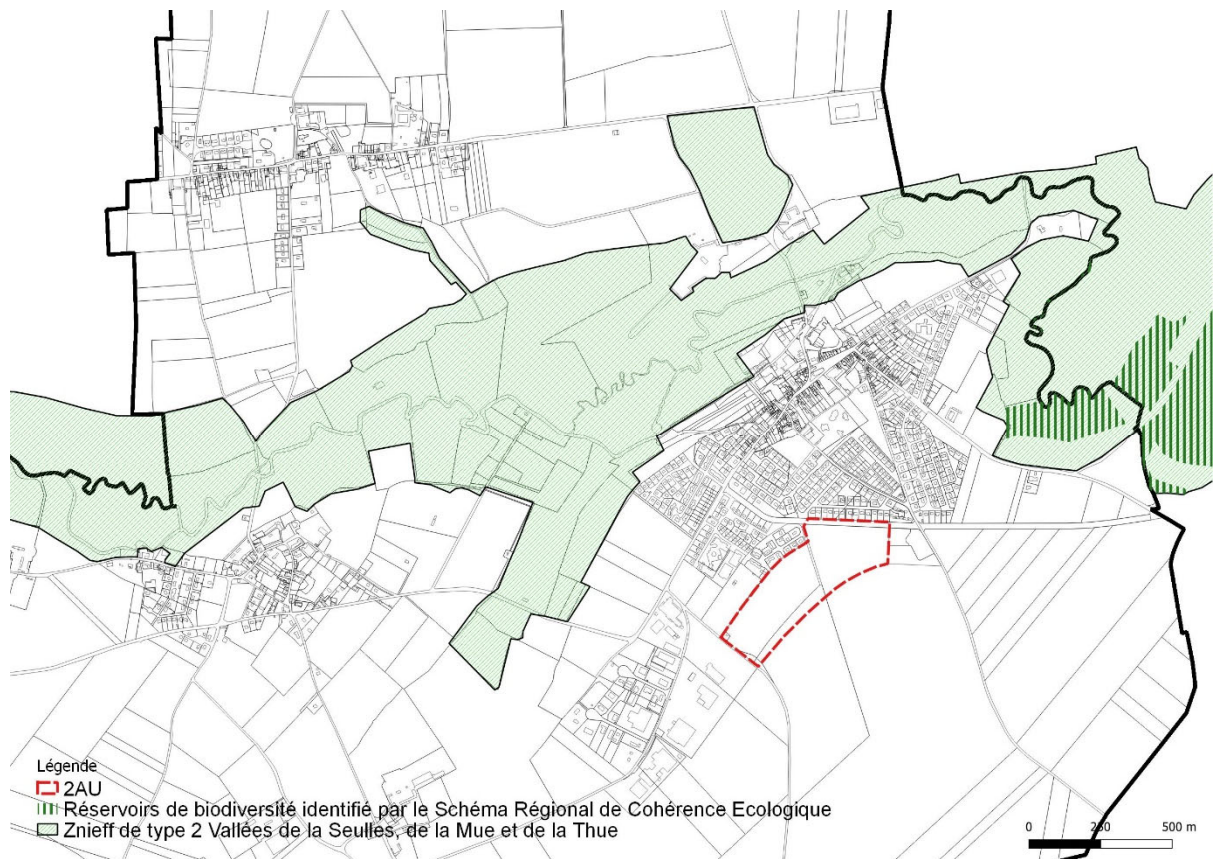 Légende
2AU
Réservoirs de biodiversité identifié par le Schéma Régional de Cohérence Ecologique
Znieff de type 2 Vallées de la Seulles, de la Mue et de la Thue
0 250 500 m